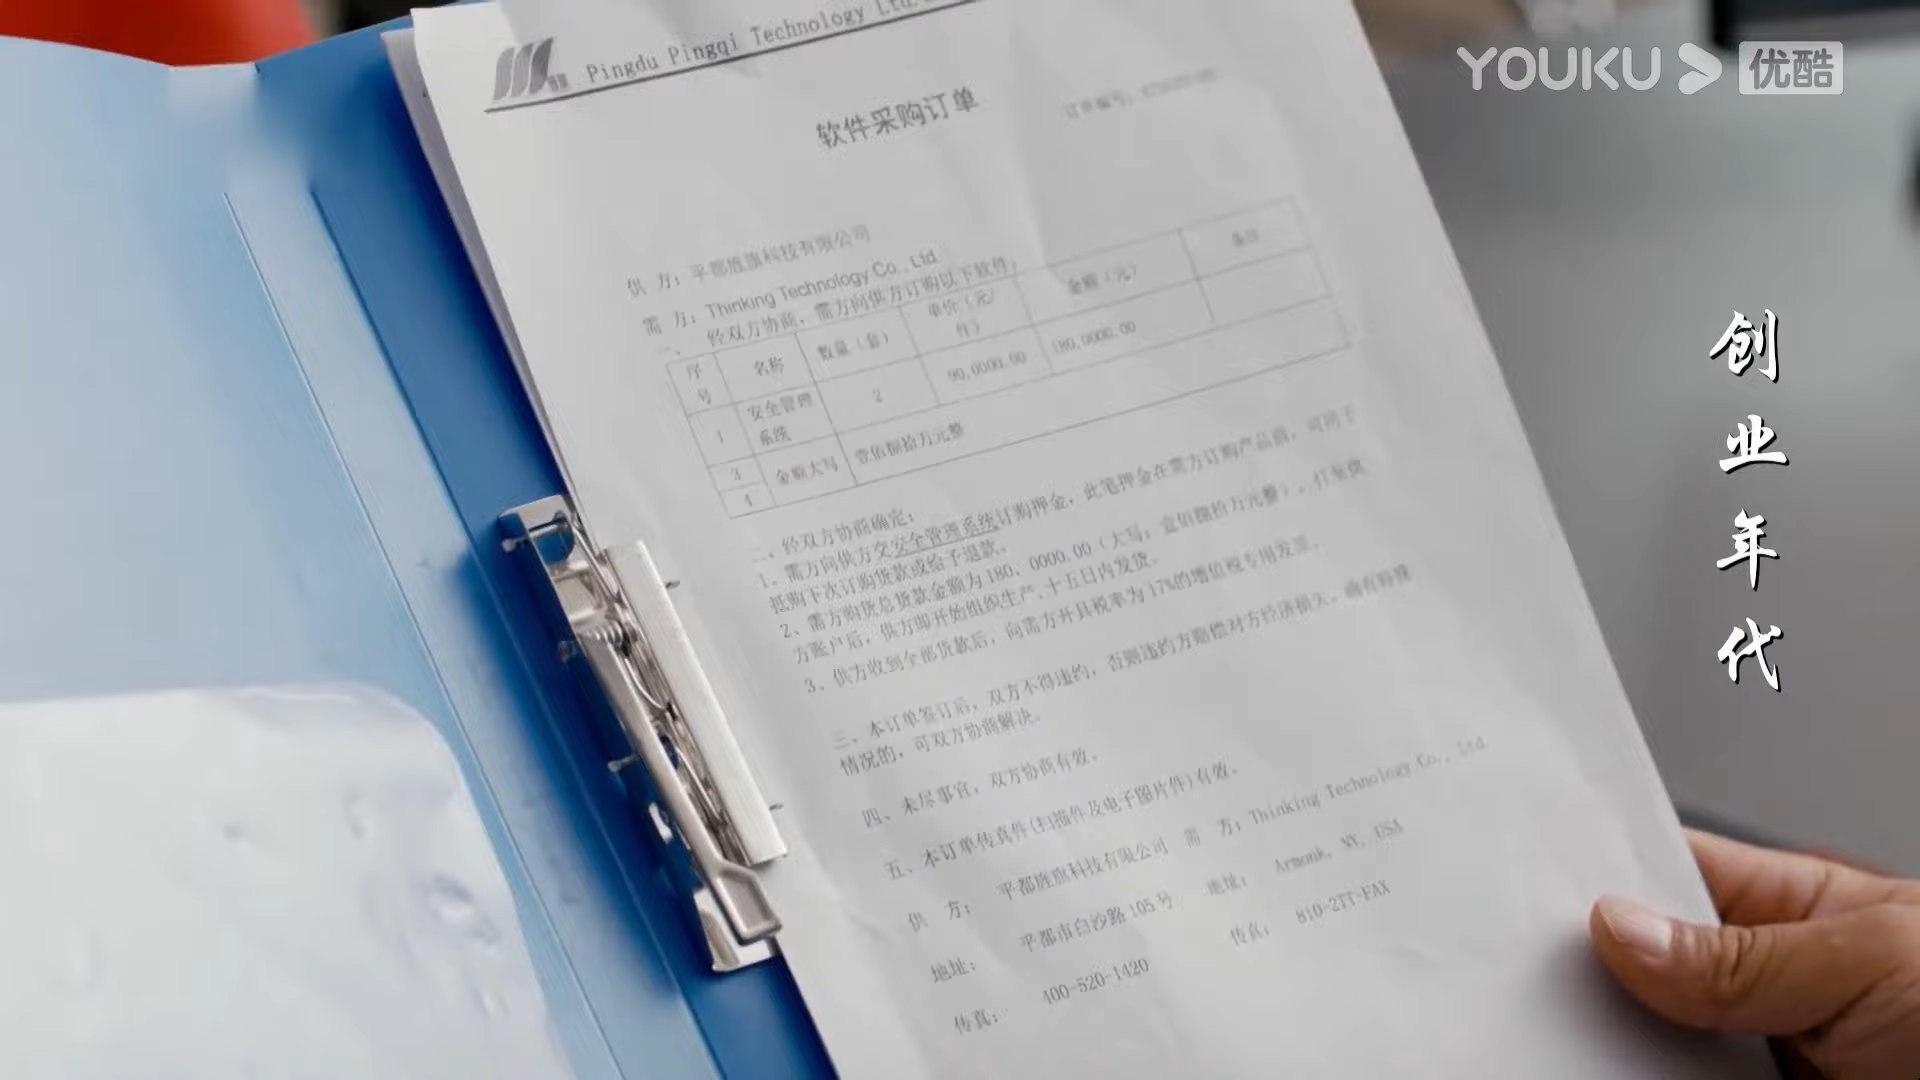 Pingdu Pingqi Technology Ltd.
YOUKU 优酷
软件采购订单
订单编号：
供 方：平都旌旗科技有限公司
需 方：Thinking Technology Co., Ltd.
一、 经双方协商，需方向供方订购以下软件：
序号 名称 数量（套） 单价（元/件） 金额（元） 备注
1 安全管理系统 2 90,0000.00 180,0000.00
3 金额大写 壹佰捌拾万元整
4
二、经双方协商确定：
1、需方向供方交安全管理系统订购押金，此笔押金在需方订购产品后，可用于
抵购下次订购货款或给予退款。
2、需方购货总货款金额为180，0000.00（大写：壹佰捌拾万元整）。打至供
方账户后，供方即开始组织生产、十五日内发货。
3、供方收到全部货款后，向需方开具税率为17%的增值税专用发票。
三、本订单签订后，双方不得违约，否则违约方赔偿对方经济损失。确有特殊
情况的，可双方协商解决。
四、未尽事宜，双方协商有效。
五、本订单传真件(扫描件及电子图片件)有效。
供 方： 平都旌旗科技有限公司 需 方：Thinking Technology Co., Ltd.
地址： 平都市白沙路105号 地址： Armonk, NY, USA
传真： 400-520-1420 传真： 810-2TT-FAX
创业年代